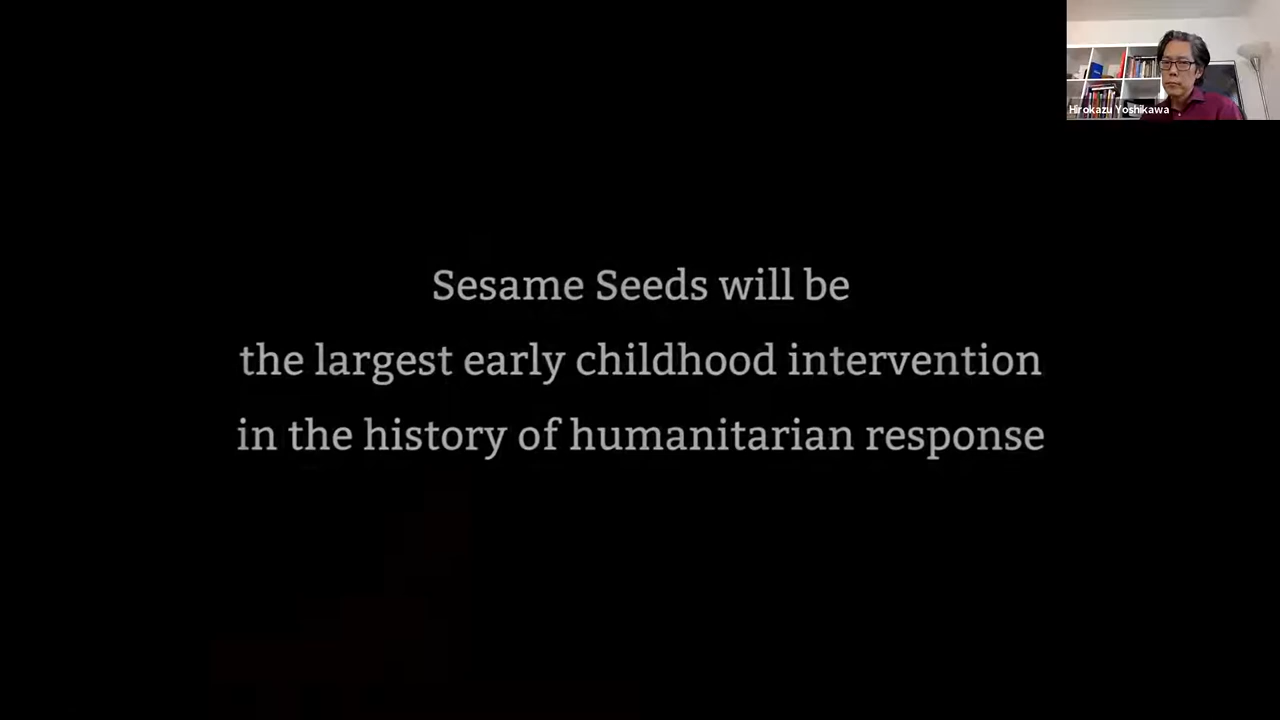 Hirokazu Yoshikawa
Sesame Seeds will be
the largest early childhood intervention
in the history of humanitarian response